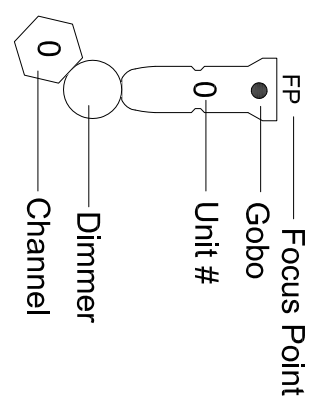 FP
Focus Point
Gobo
0
Unit #
Dimmer
0
Channel